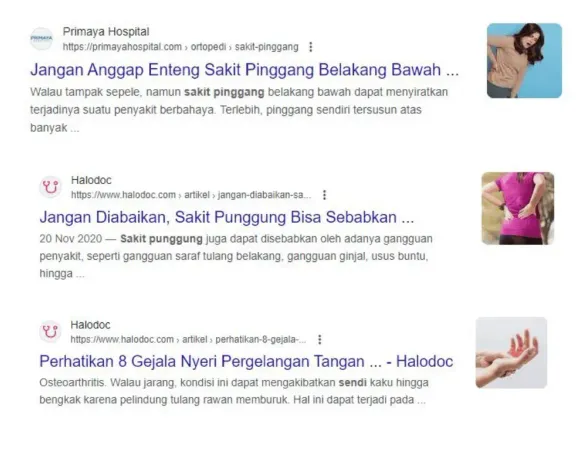 Primaya Hospital
https://primayahospital.com › ortopedi › sakit-pinggang
Jangan Anggap Enteng Sakit Pinggang Belakang Bawah ...
Walau tampak sepele, namun sakit pinggang belakang bawah dapat menyiratkan
terjadinya suatu penyakit berbahaya. Terlebih, pinggang sendiri tersusun atas
banyak ...
Halodoc
https://www.halodoc.com › artikel › jangan-diabaikan-sa...
Jangan Diabaikan, Sakit Punggung Bisa Sebabkan ...
20 Nov 2020 — Sakit punggung juga dapat disebabkan oleh adanya gangguan
penyakit, seperti gangguan saraf tulang belakang, gangguan ginjal, usus buntu,
hingga ...
Halodoc
https://www.halodoc.com › artikel › perhatikan-8-gejala-...
Perhatikan 8 Gejala Nyeri Pergelangan Tangan ... - Halodoc
Osteoarthritis. Walau jarang, kondisi ini dapat mengakibatkan sendi kaku hingga
bengkak karena pelindung tulang rawan memburuk. Hal ini dapat terjadi pada ...